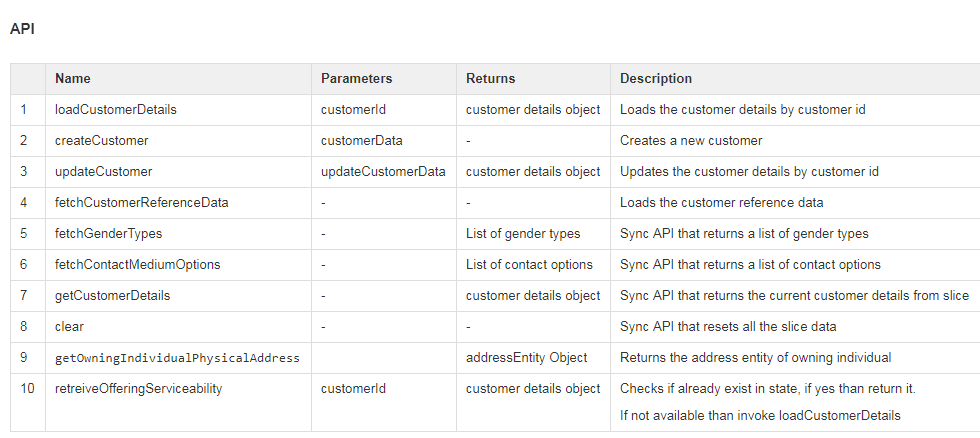 API
Name Parameters Returns Description
1 loadCustomerDetails customerId customer details object Loads the customer details by customer id
2 createCustomer customerData - Creates a new customer
3 updateCustomer updateCustomerData customer details object Updates the customer details by customer id
4 fetchCustomerReferenceData - - Loads the customer reference data
5 fetchGenderTypes - List of gender types Sync API that returns a list of gender types
6 fetchContactMediumOptions - List of contact options Sync API that returns a list of contact options
7 getCustomerDetails - customer details object Sync API that returns the current customer details from slice
8 clear - - Sync API that resets all the slice data
9 getOwningIndividualPhysicalAddress addressEntity Object Returns the address entity of owning individual
10 retreiveOfferingServiceability customerId customer details object Checks if already exist in state, if yes than return it.
If not available than invoke loadCustomerDetails